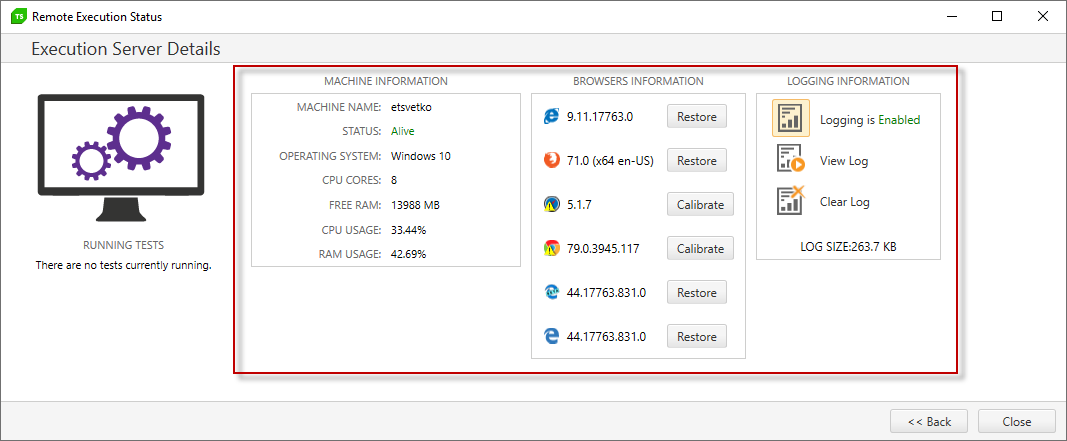 TS Remote Execution Status
Execution Server Details
RUNNING TESTS
There are no tests currently running.
MACHINE INFORMATION
MACHINE NAME: etsvetko
STATUS: Alive
OPERATING SYSTEM: Windows 10
CPU CORES: 8
FREE RAM: 13988 MB
CPU USAGE: 33.44%
RAM USAGE: 42.69%
BROWSERS INFORMATION
9.11.17763.0 Restore
71.0 (x64 en-US) Restore
5.1.7 Calibrate
79.0.3945.117 Calibrate
44.17763.831.0 Restore
44.17763.831.0 Restore
LOGGING INFORMATION
Logging is Enabled
View Log
Clear Log
LOG SIZE:263.7 KB
<< Back Close